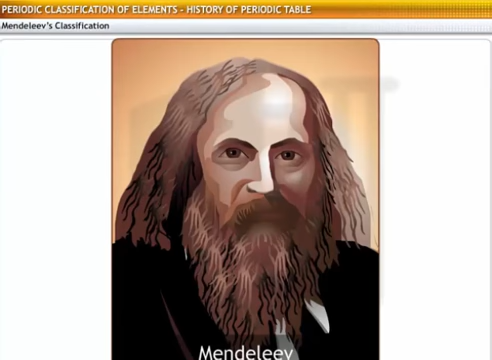 PERIODIC CLASSIFICATION OF ELEMENTS - HISTORY OF PERIODIC TABLE
Mendeleev's Classification
Mendeleev